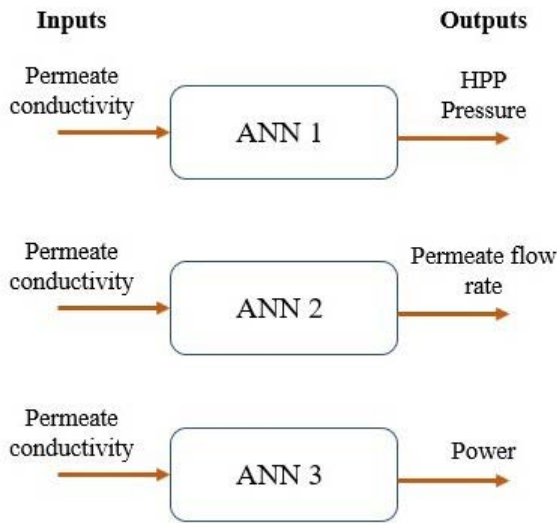 Inputs
Outputs
Permeate
conductivity
ANN 1
HPP
Pressure
Permeate
conductivity
ANN 2
Permeate flow
rate
Permeate
conductivity
ANN 3
Power